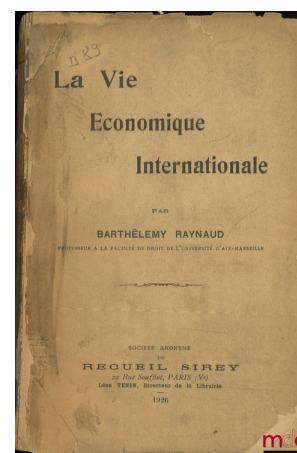 D 89
La Vie
Economique
Internationale
PAR
BARTHÉLEMY RAYNAUD
PROFESSEUR A LA FACULTÉ DE DROIT DE L'UNIVERSITÉ D'AIX-MARSEILLE
SOCIÉTÉ ANONYME
DU
RECUEIL SIREY
22 Rue Soufflot, PARIS (Ve)
Léon TENIN, Directeur de la Librairie
1926